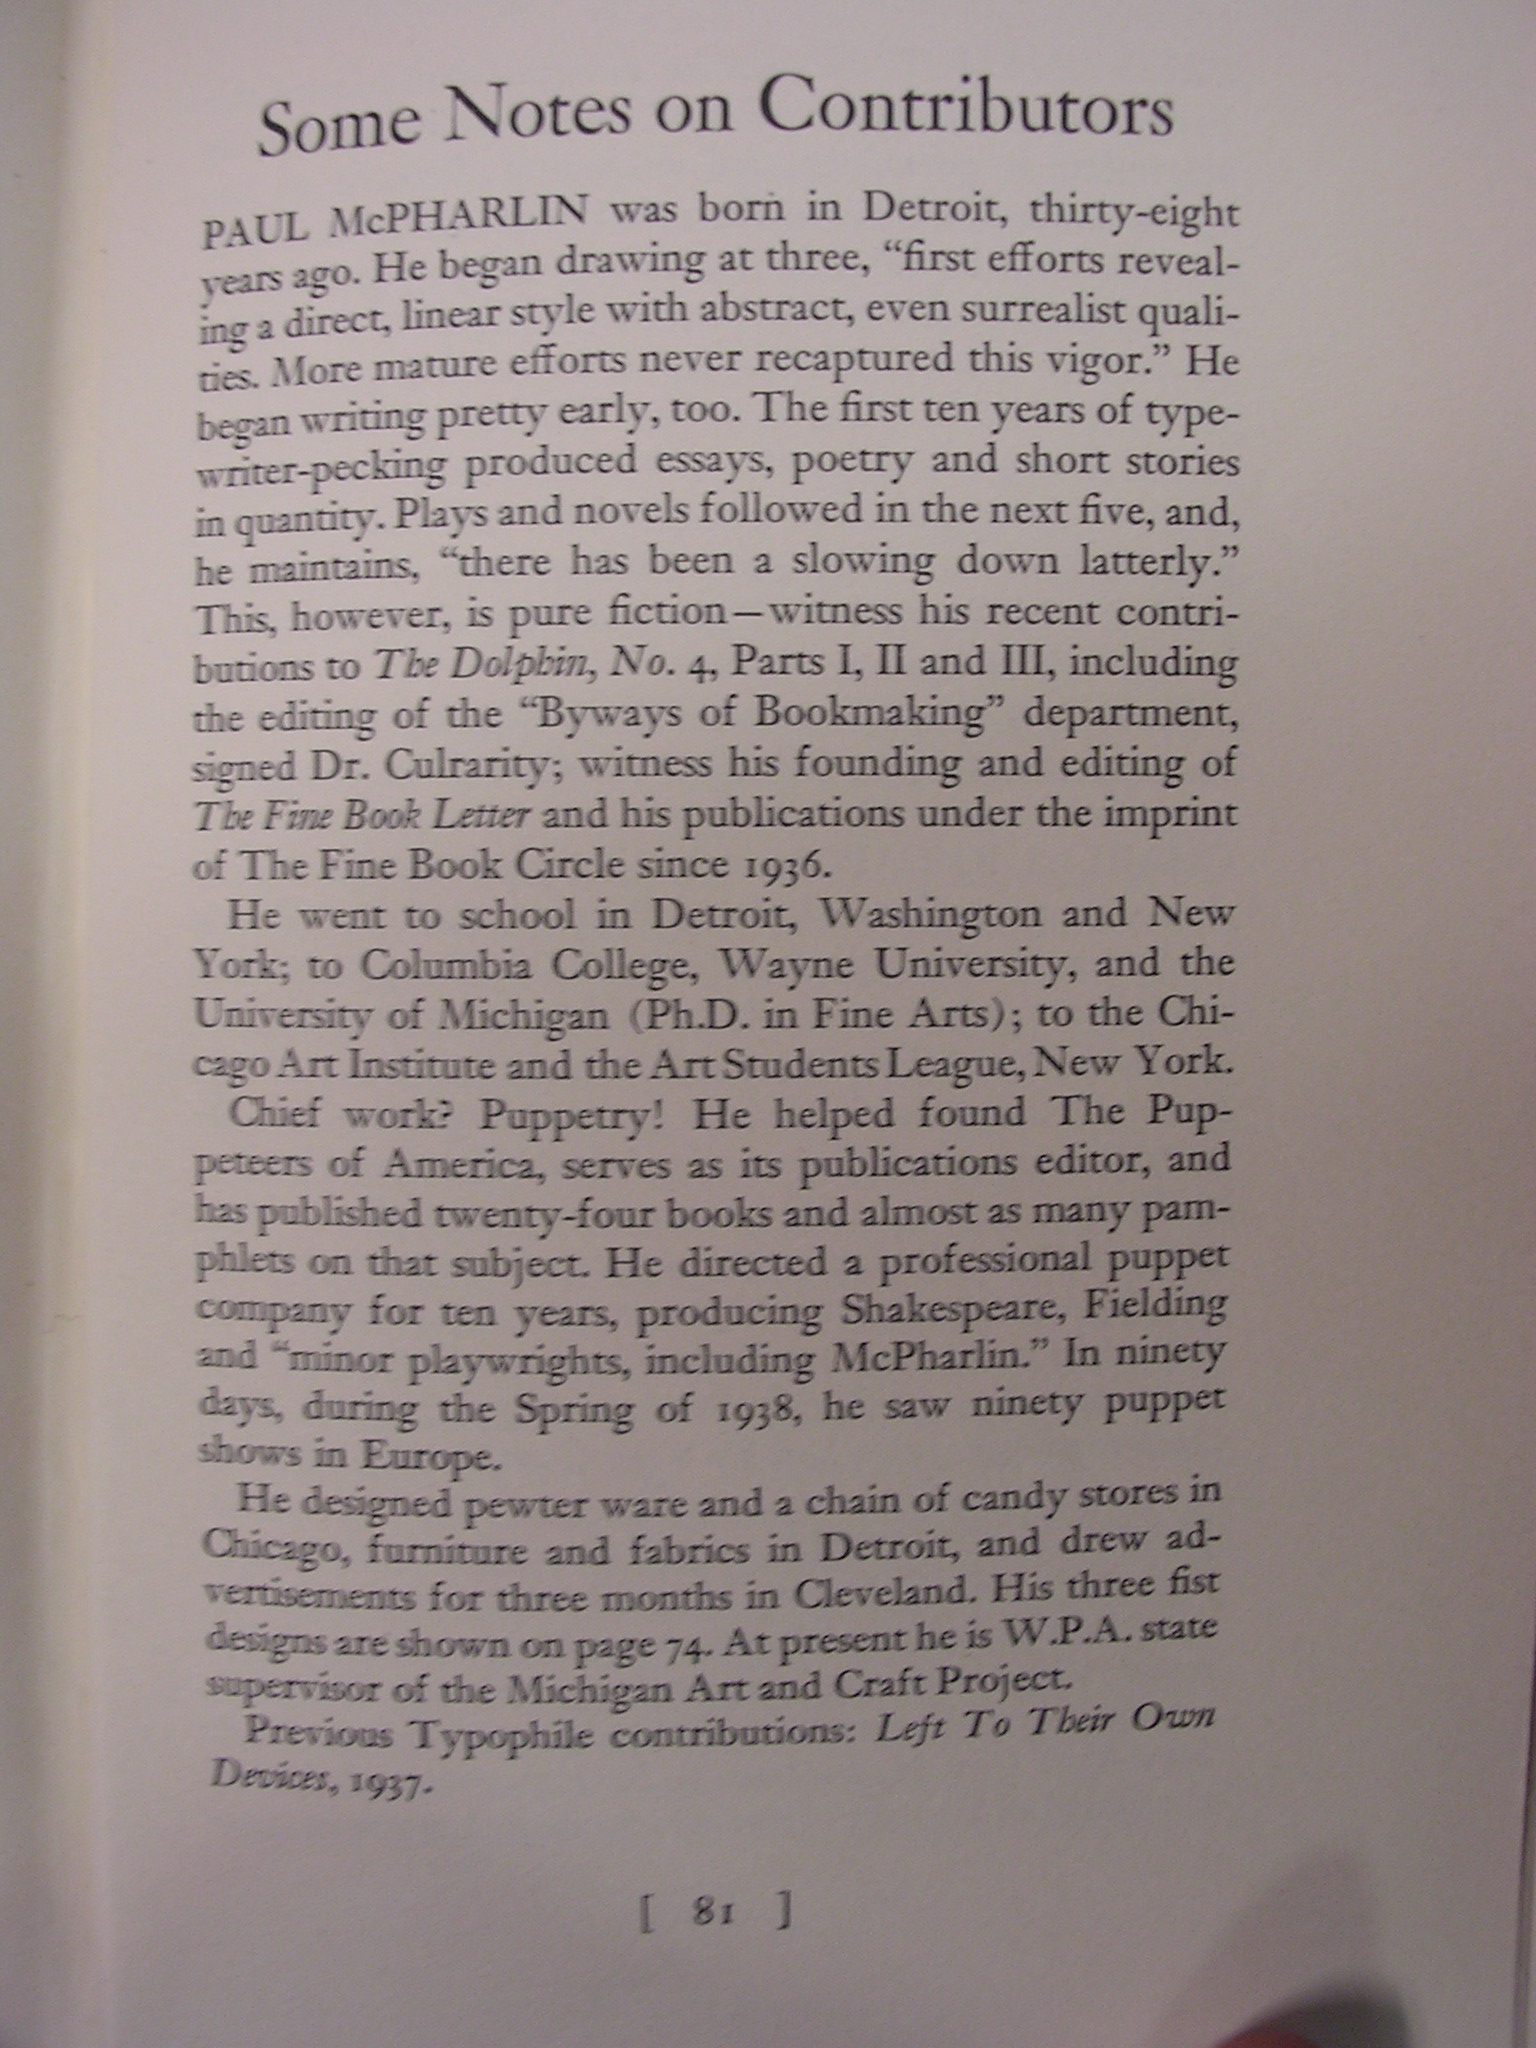 Some Notes on Contributors
PAUL McPHARLIN was born in Detroit, thirty-eight
years ago. He began drawing at three, “first efforts reveal-
ing a direct, linear style with abstract, even surrealist quali-
ties. More mature efforts never recaptured this vigor.” He
began writing pretty early, too. The first ten years of type-
writer-pecking produced essays, poetry and short stories
in quantity. Plays and novels followed in the next five, and,
he maintains, “there has been a slowing down latterly.”
This, however, is pure fiction—witness his recent contri-
butions to The Dolphin, No. 4, Parts I, II and III, including
the editing of the “Byways of Bookmaking” department,
signed Dr. Culrarity; witness his founding and editing of
The Fine Book Letter and his publications under the imprint
of The Fine Book Circle since 1936.
He went to school in Detroit, Washington and New
York; to Columbia College, Wayne University, and the
University of Michigan (Ph.D. in Fine Arts); to the Chi-
cago Art Institute and the Art Students League, New York.
Chief work? Puppetry! He helped found The Pup-
peteers of America, serves as its publications editor, and
has published twenty-four books and almost as many pam-
phlets on that subject. He directed a professional puppet
company for ten years, producing Shakespeare, Fielding
and “minor playwrights, including McPharlin.” In ninety
days, during the Spring of 1938, he saw ninety puppet
shows in Europe.
He designed pewter ware and a chain of candy stores in
Chicago, furniture and fabrics in Detroit, and drew ad-
vertisements for three months in Cleveland. His three fist
designs are shown on page 74. At present he is W.P.A. state
supervisor of the Michigan Art and Craft Project.
Previous Typophile contributions: Left To Their Own
Devices, 1937.
[ 81 ]